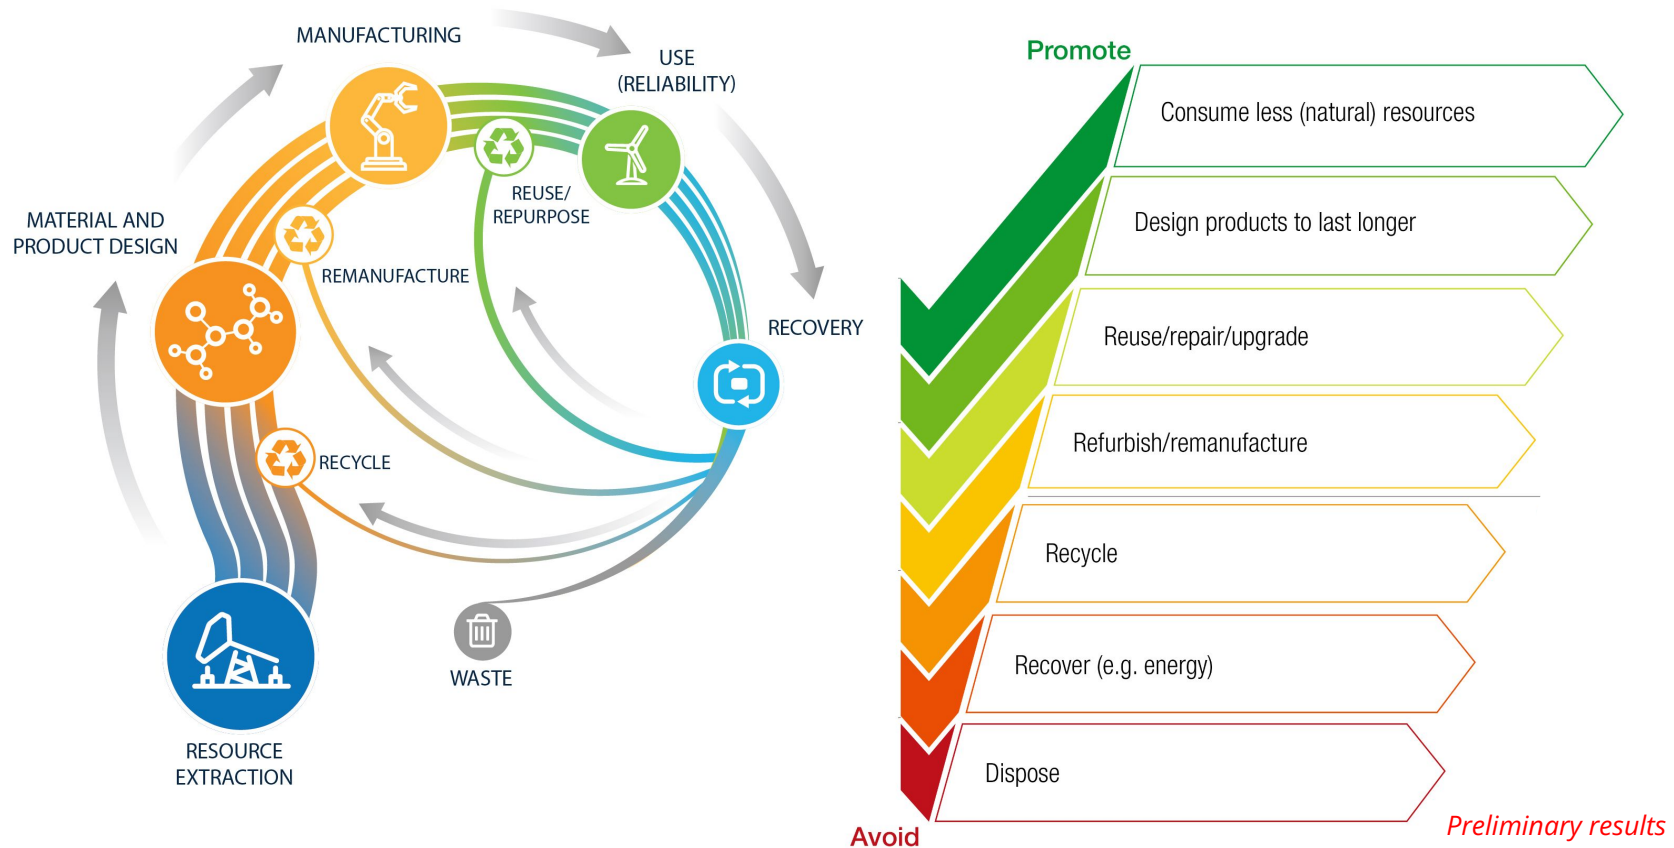 MANUFACTURING
USE
(RELIABILITY)
REUSE/
REPURPOSE
MATERIAL AND
PRODUCT DESIGN
REMANUFACTURE
RECOVERY
RECYCLE
WASTE
RESOURCE
EXTRACTION
Promote
Consume less (natural) resources
Design products to last longer
Reuse/repair/upgrade
Refurbish/remanufacture
Recycle
Recover (e.g. energy)
Dispose
Avoid
Preliminary results